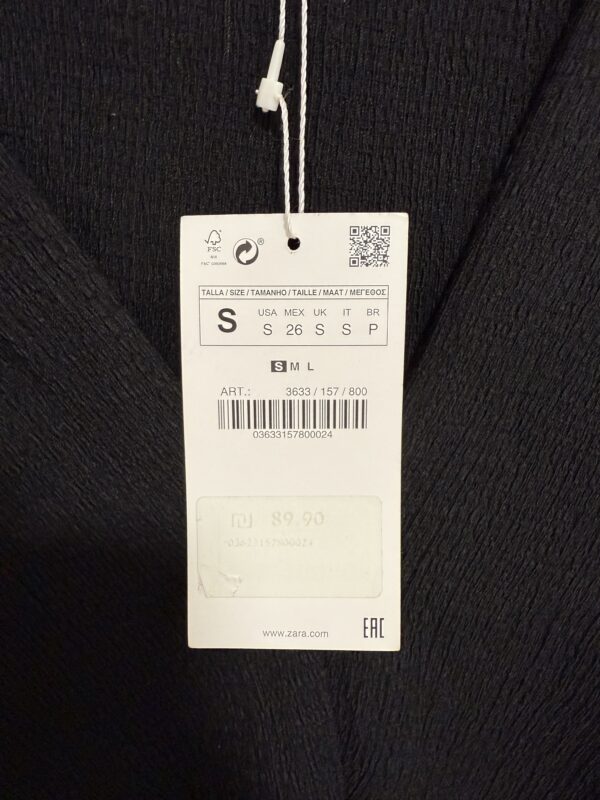 FSC
®
TALLA / SIZE / TAMANHO / TAILLE / MAAT / ΜΕΓΕΘΟΣ
S
USA MEX UK IT BR
S 26 S S P
S M L
ART.: 3633 / 157 / 800
03633157800024
₪ 89.90
03633157800024
www.zara.com
EAC